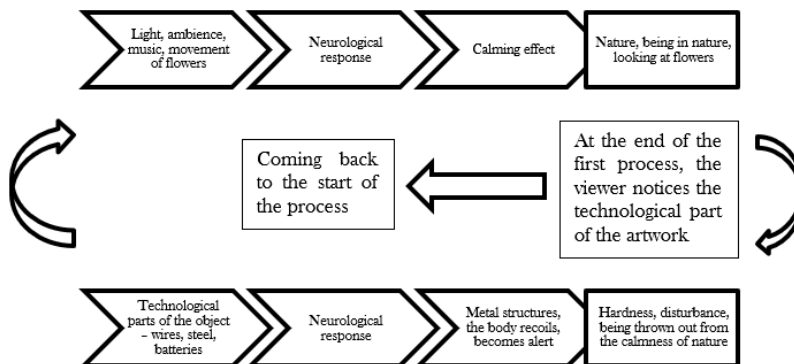 Light, ambience,
music, movement
of flowers
Neurological
response
Calming effect
Nature, being in nature,
looking at flowers
Coming back
to the start of
the process
At the end of the
first process, the
viewer notices the
technological part
of the artwork
Technological
parts of the object
– wires, steel,
batteries
Neurological
response
Metal structures,
the body recoils,
becomes alert
Hardness, disturbance,
being thrown out from
the calmness of nature